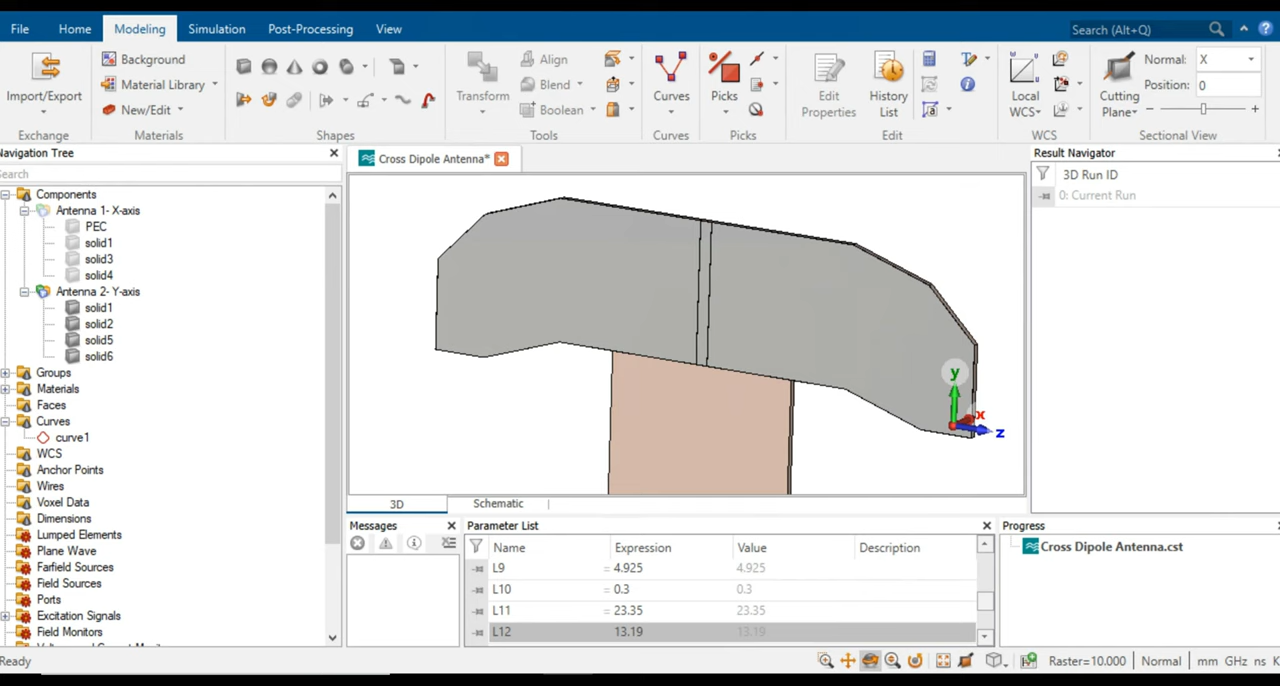 File Home Modeling Simulation Post-Processing View Search (Alt+Q)
Import/Export
Background
Material Library
New/Edit
Transform
Align
Blend
Boolean
Curves
Picks
Edit Properties
History List
Local WCS
Cutting Plane
Normal: X
Position: 0
Exchange Materials Shapes Tools Curves Picks Edit WCS Sectional View
Navigation Tree
Search
Components
Antenna 1- X-axis
PEC
solid1
solid3
solid4
Antenna 2- Y-axis
solid1
solid2
solid5
solid6
Groups
Materials
Faces
Curves
curve1
WCS
Anchor Points
Wires
Voxel Data
Dimensions
Lumped Elements
Plane Wave
Farfield Sources
Field Sources
Ports
Excitation Signals
Field Monitors
Cross Dipole Antenna*
y
x
z
3D Schematic
Result Navigator
3D Run ID
0: Current Run
Messages
Parameter List
Name Expression Value Description
L9 = 4.925 4.925
L10 = 0.3 0.3
L11 = 23.35 23.35
L12 13.19 13.19
Progress
Cross Dipole Antenna.cst
Ready
Raster=10.000 Normal mm GHz ns K